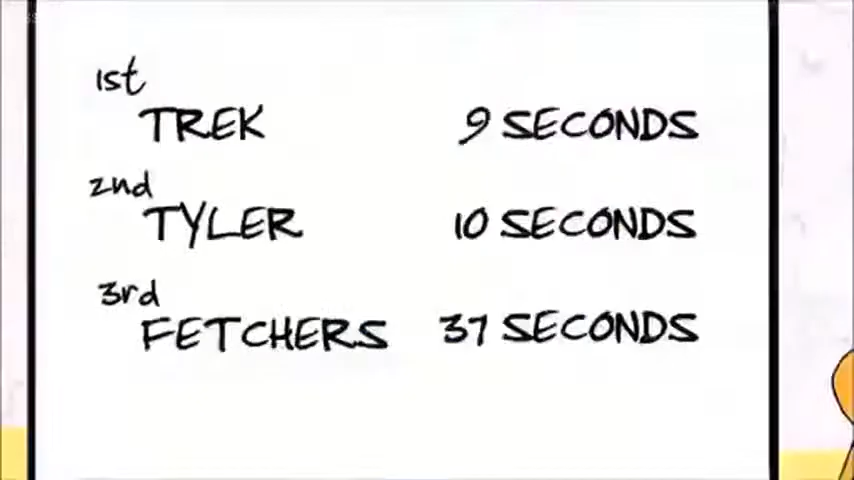 1st
TREK 9 SECONDS
2nd
TYLER 10 SECONDS
3rd
FETCHERS 37 SECONDS